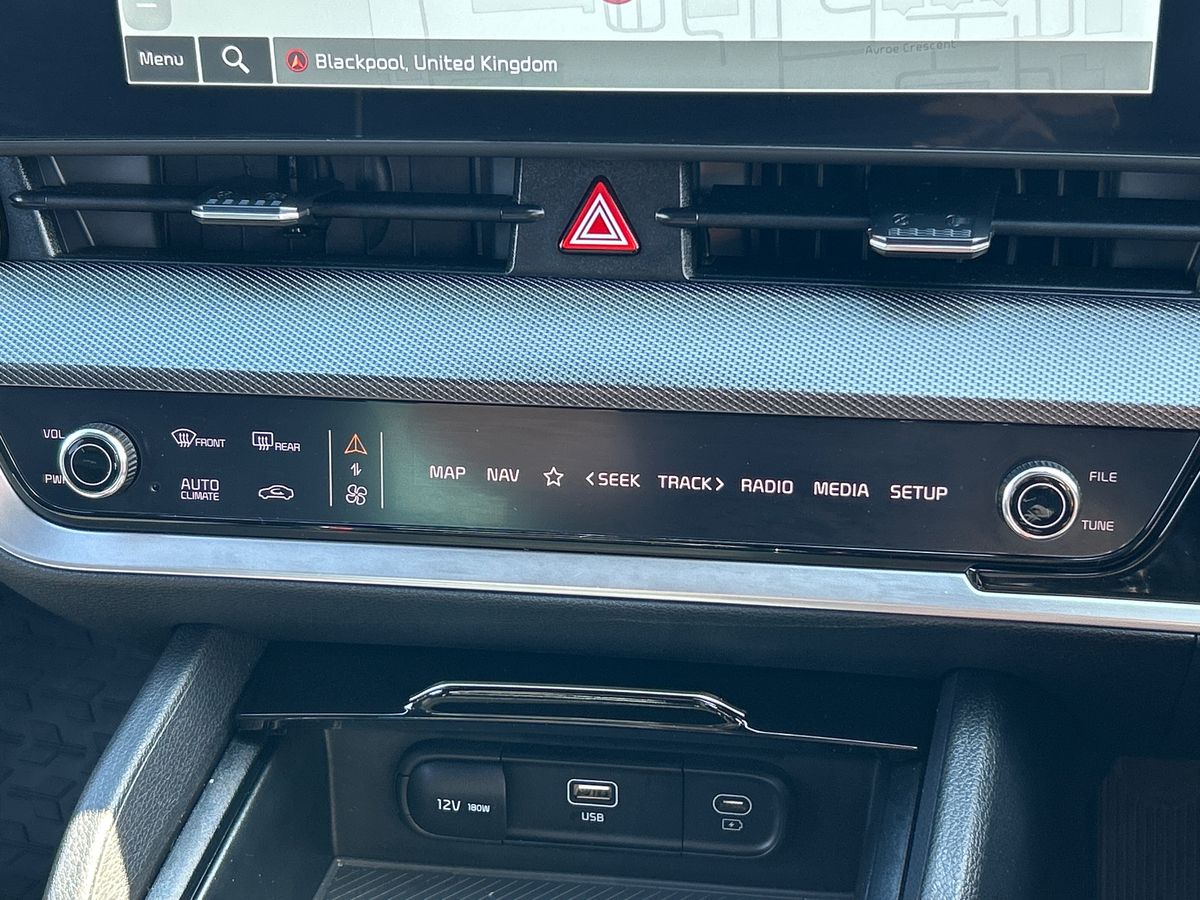 Menu
Blackpool, United Kingdom
Avroe Crescent
VOL
PWR
FRONT
REAR
AUTO
CLIMATE
MAP
NAV
< SEEK
TRACK >
RADIO
MEDIA
SETUP
FILE
TUNE
12V 180W
USB